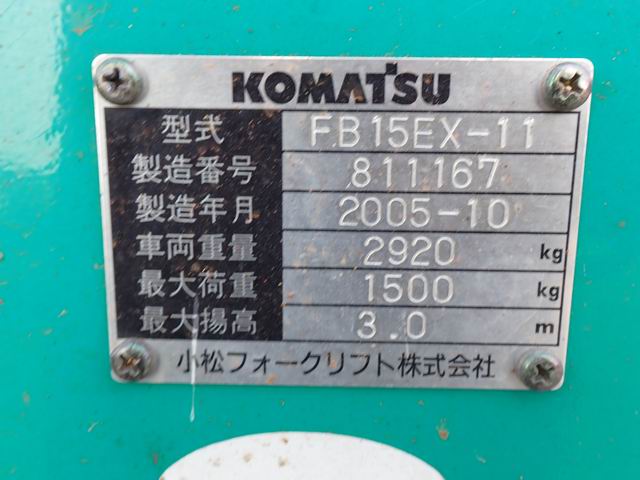 KOMATSU
型式 FB15EX-11
製造番号 811167
製造年月 2005-10
車両重量 2920 kg
最大荷重 1500 kg
最大揚高 3.0 m
小松フォークリフト株式会社